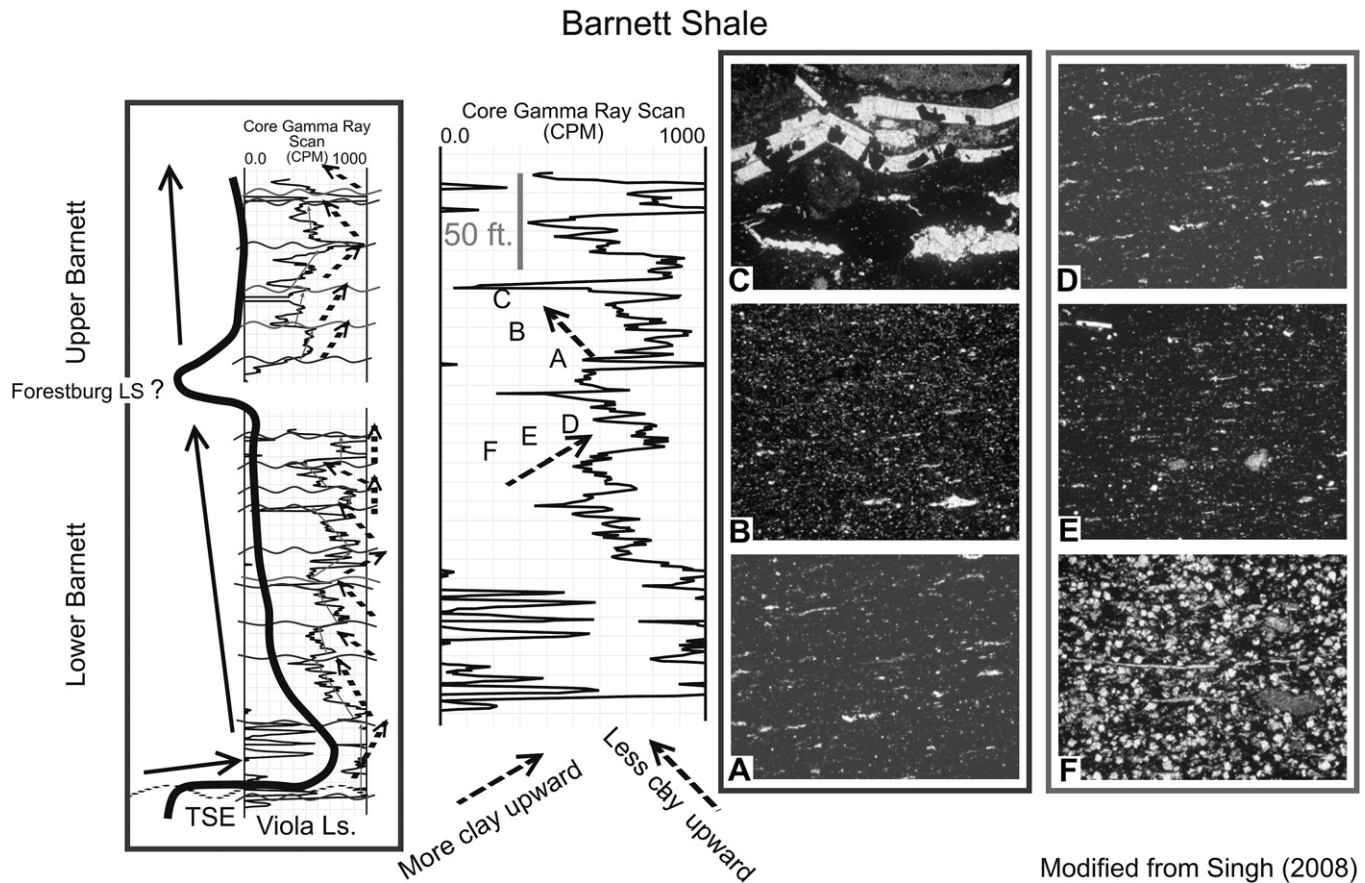 Barnett Shale
Core Gamma Ray
Scan
(CPM)
0.0 1000
Upper Barnett
Forestburg LS ?
Lower Barnett
TSE
Viola Ls.
Core Gamma Ray Scan
0.0 (CPM) 1000
50 ft.
C
B
A
D
E
F
More clay upward
Less clay upward
C
B
A
D
E
F
Modified from Singh (2008)